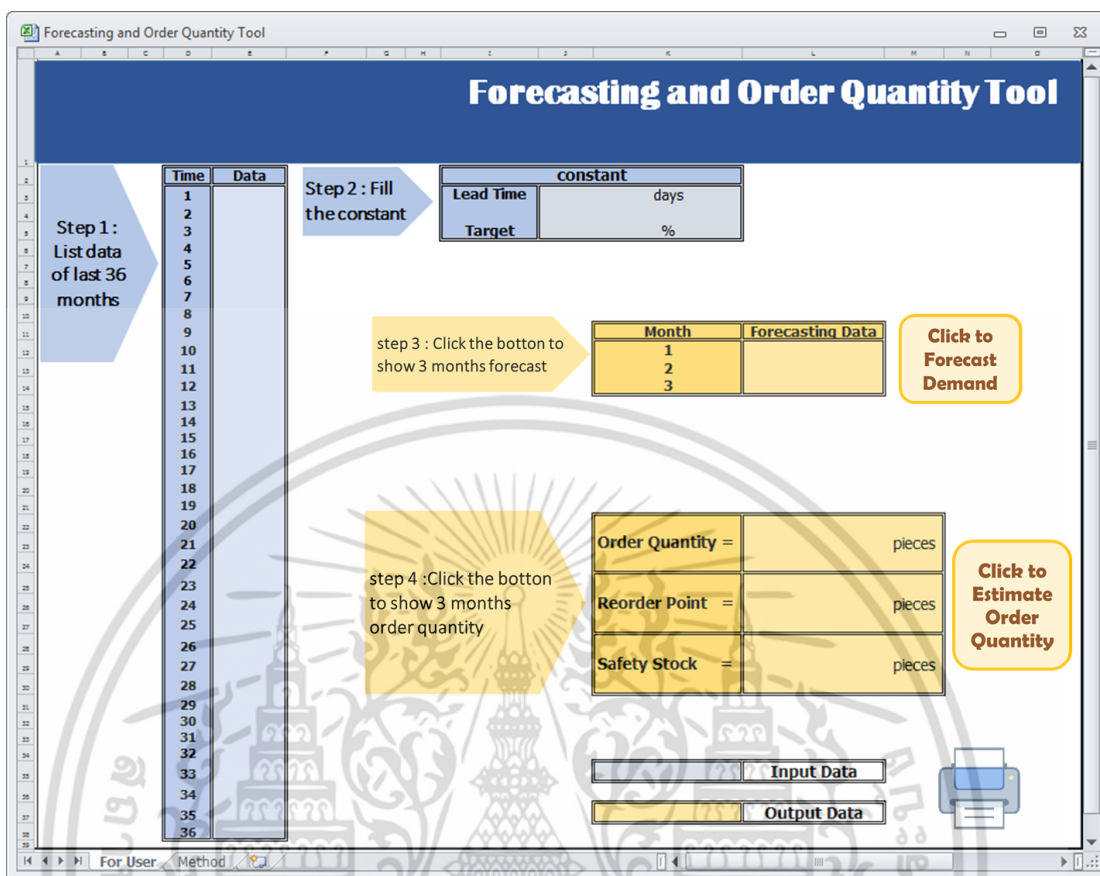 Forecasting and Order Quantity Tool
A B C D E F G H I J K L M N O
Forecasting and Order Quantity Tool
Step 1 :
List data
of last 36
months
Time Data
1
2
3
4
5
6
7
8
9
10
11
12
13
14
15
16
17
18
19
20
21
22
23
24
25
26
27
28
29
30
31
32
33
34
35
36
Step 2 : Fill
the constant
constant
Lead Time days
Target %
step 3 : Click the botton to
show 3 months forecast
Month Forecasting Data
1
2
3
Click to
Forecast
Demand
step 4 :Click the botton
to show 3 months
order quantity
Order Quantity = pieces
Reorder Point = pieces
Safety Stock = pieces
Click to
Estimate
Order
Quantity
Input Data
Output Data
For User Method